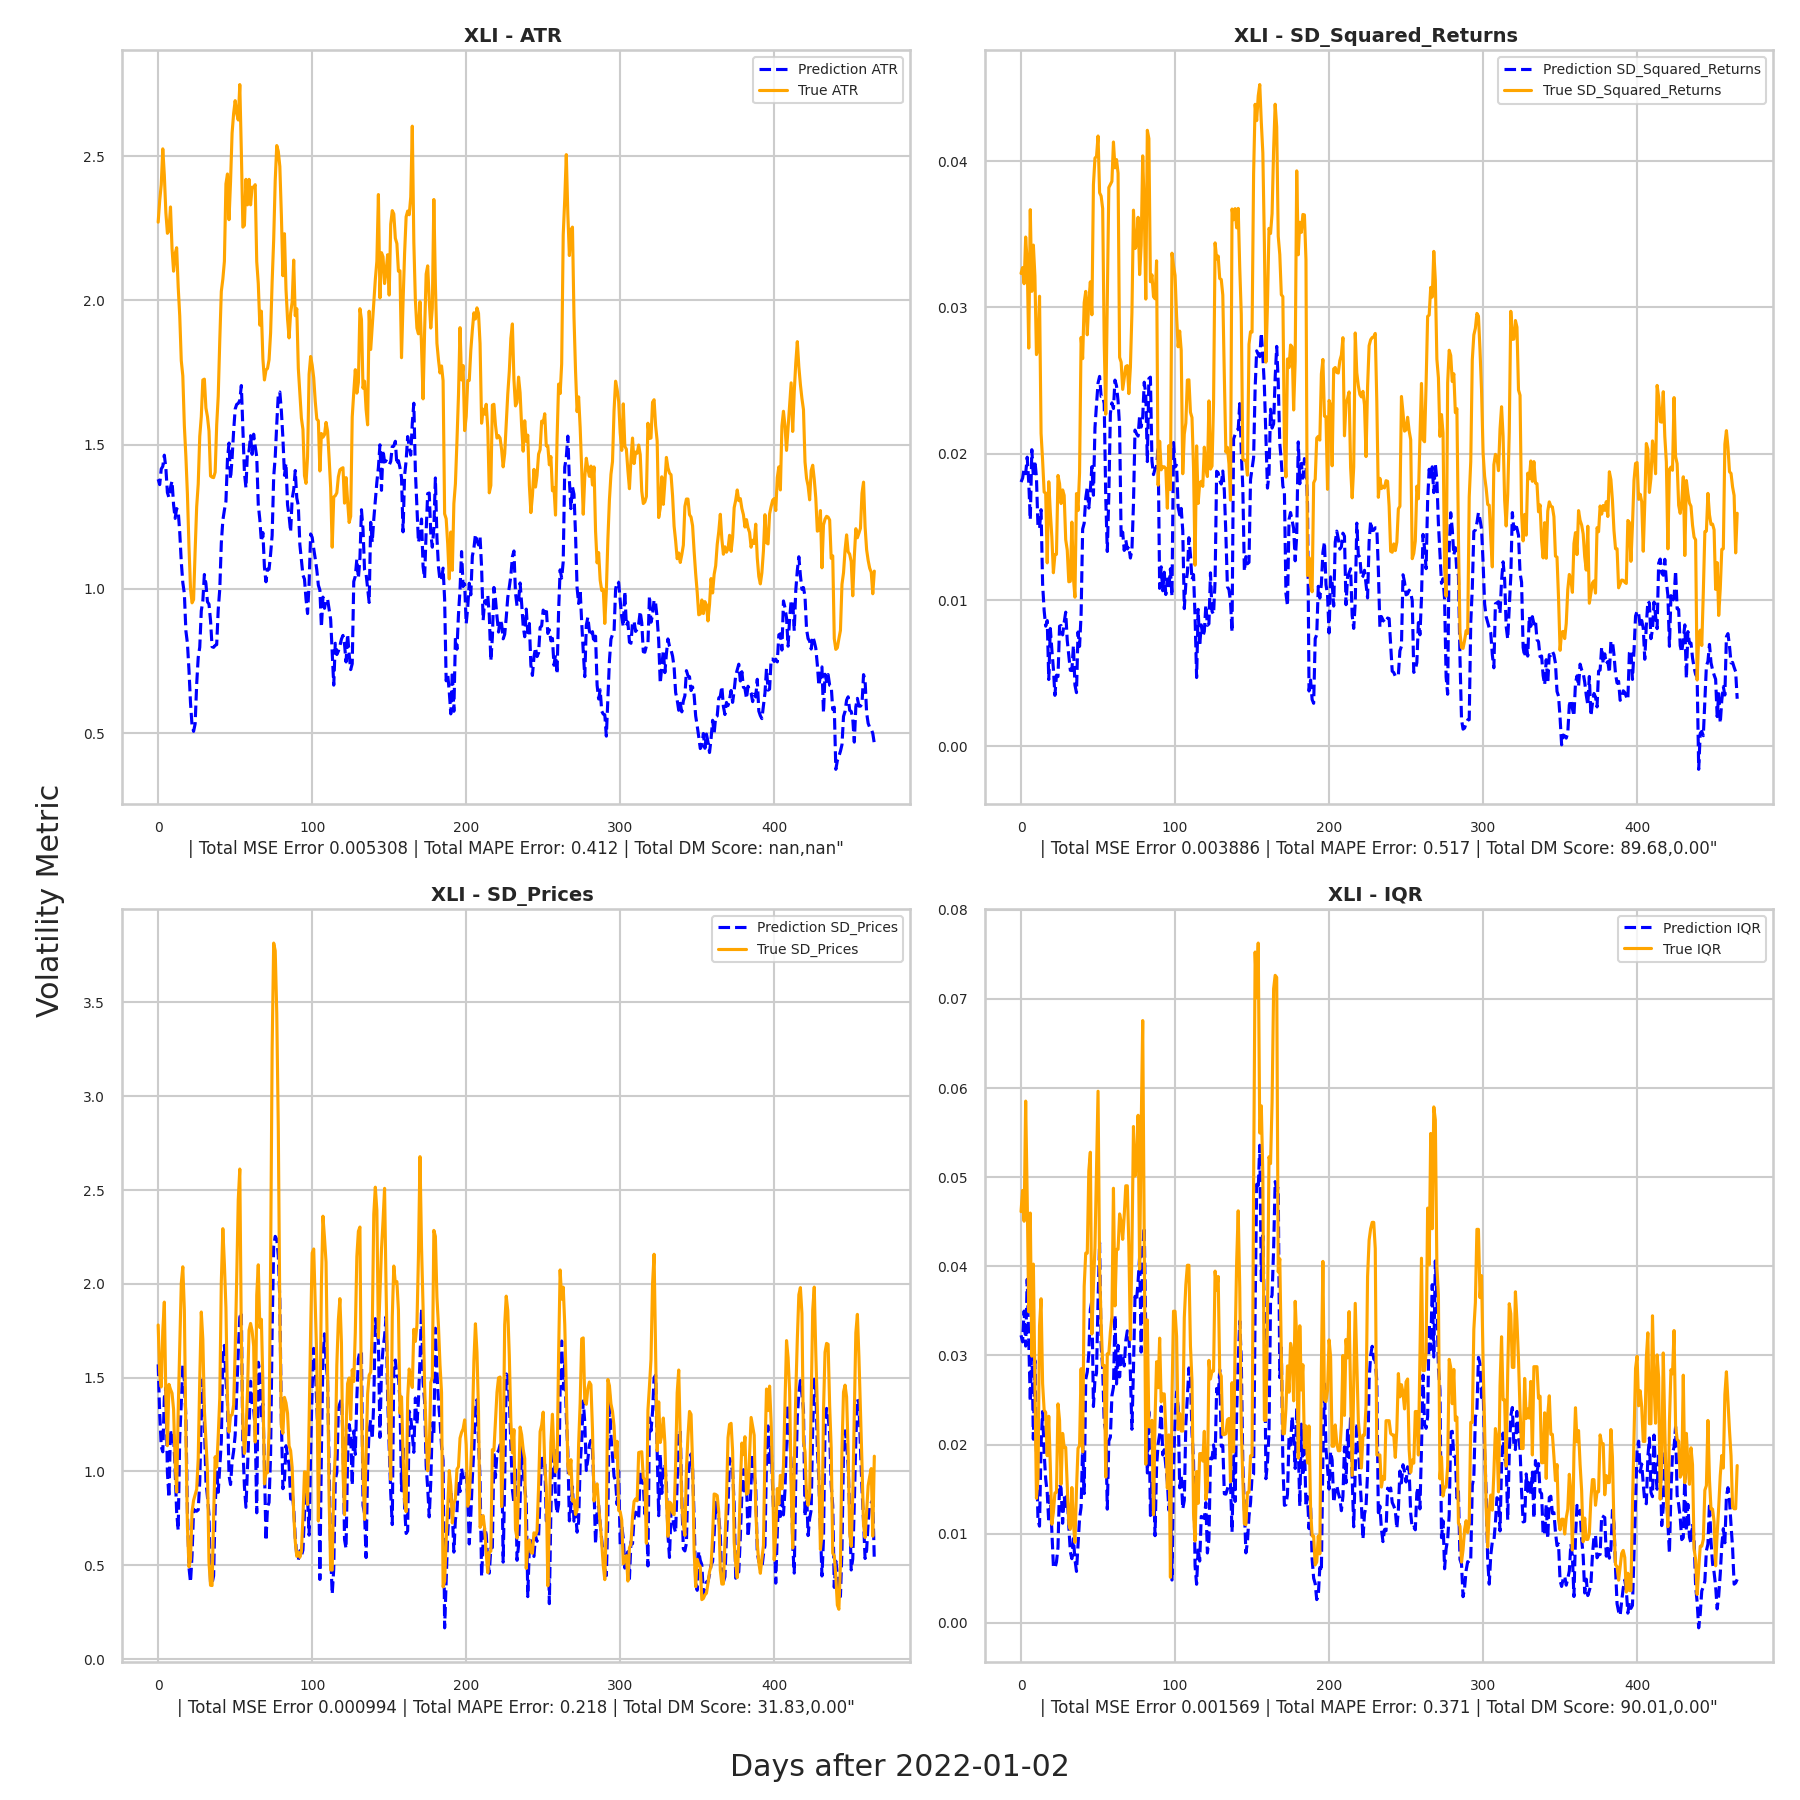 XLI - ATR
Prediction ATR
True ATR
2.5
2.0
1.5
1.0
0.5
0 100 200 300 400
| Total MSE Error 0.005308 | Total MAPE Error: 0.412 | Total DM Score: nan,nan"
XLI - SD_Squared_Returns
Prediction SD_Squared_Returns
True SD_Squared_Returns
0.04
0.03
0.02
0.01
0.00
0 100 200 300 400
| Total MSE Error 0.003886 | Total MAPE Error: 0.517 | Total DM Score: 89.68,0.00"
Volatility Metric
XLI - SD_Prices
Prediction SD_Prices
True SD_Prices
3.5
3.0
2.5
2.0
1.5
1.0
0.5
0.0
0 100 200 300 400
| Total MSE Error 0.000994 | Total MAPE Error: 0.218 | Total DM Score: 31.83,0.00"
XLI - IQR
Prediction IQR
True IQR
0.08
0.07
0.06
0.05
0.04
0.03
0.02
0.01
0.00
0 100 200 300 400
| Total MSE Error 0.001569 | Total MAPE Error: 0.371 | Total DM Score: 90.01,0.00"
Days after 2022-01-02